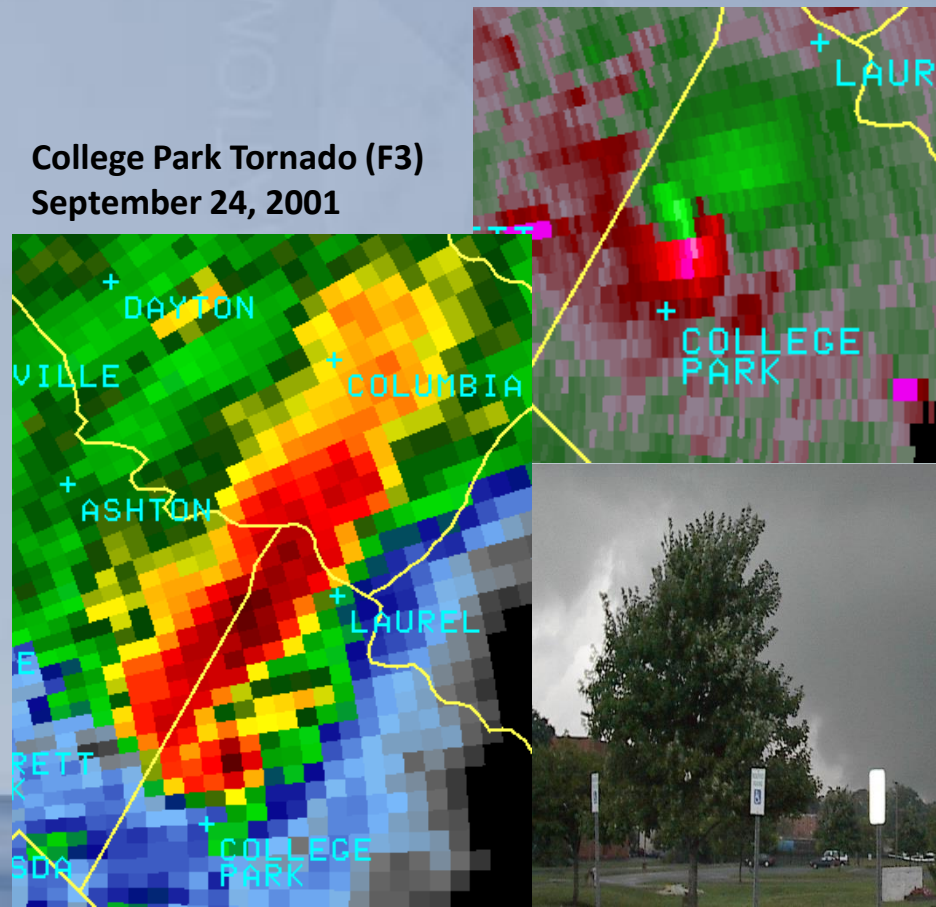 College Park Tornado (F3)
September 24, 2001
LAUR
COLLEGE
PARK
DAYTON
VILLE
COLUMBIA
ASHTON
LAUREL
E
RETT
K
SDA
COLLEGE
PARK